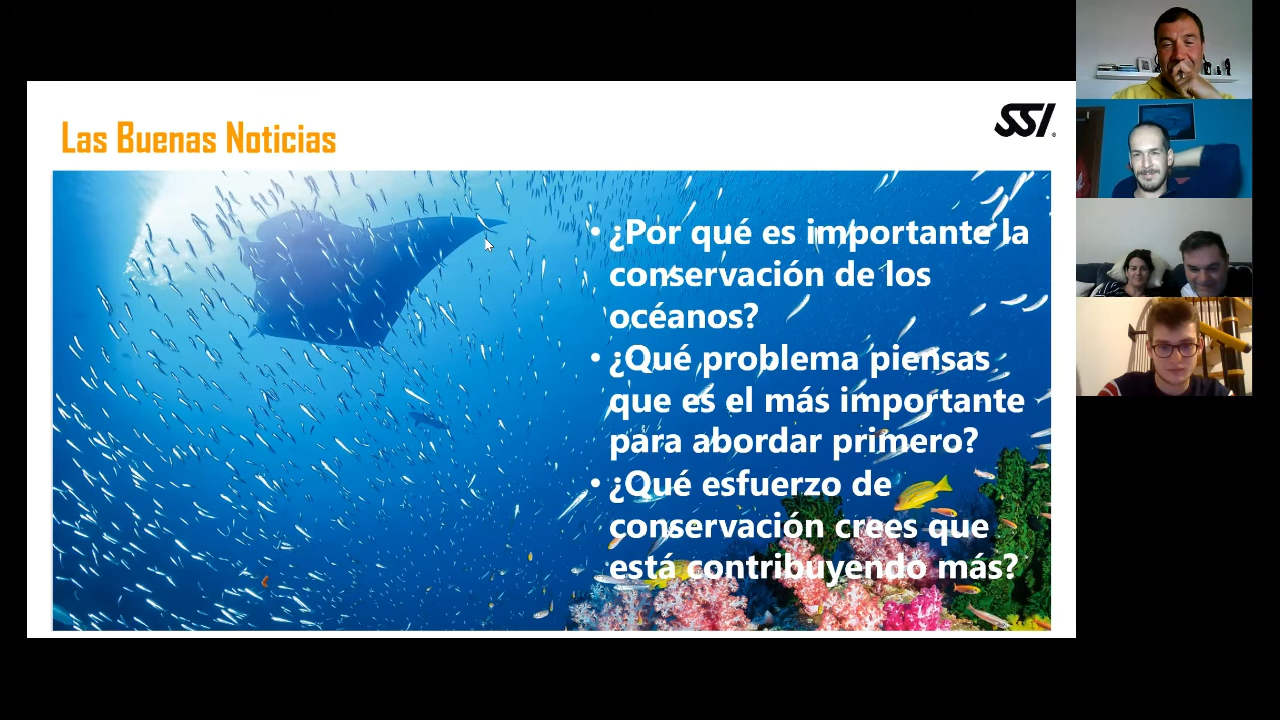 Las Buenas Noticias
SSI
• ¿Por qué es importante la
conservación de los
océanos?
• ¿Qué problema piensas
que es el más importante
para abordar primero?
• ¿Qué esfuerzo de
conservación crees que
está contribuyendo más?